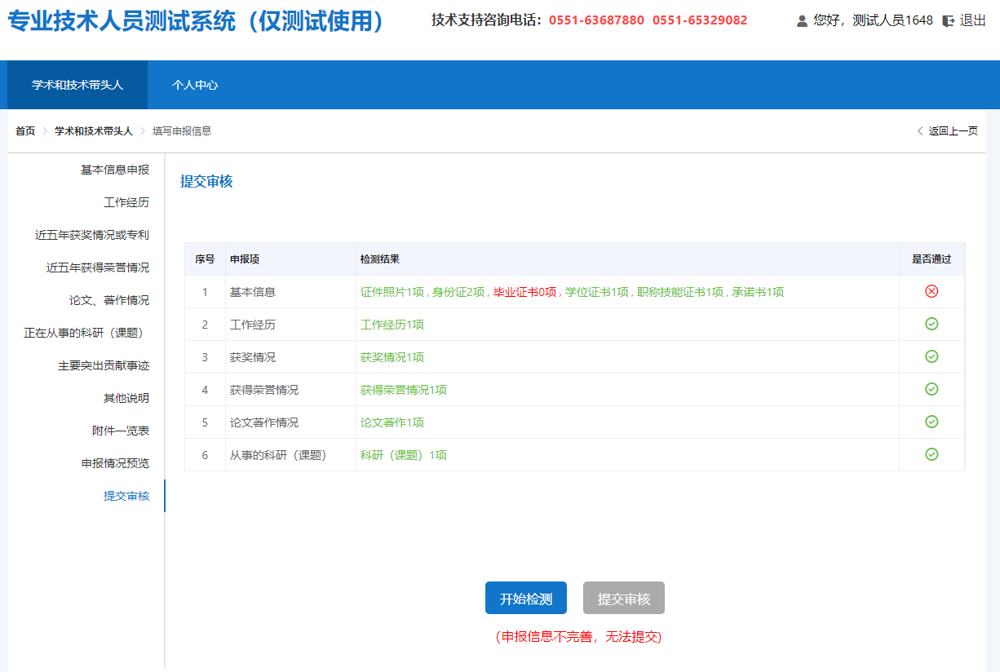 专业技术人员测试系统（仅测试使用） 技术支持咨询电话：0551-63687880 0551-65329082 您好，测试人员1648 退出
学术和技术带头人 个人中心
首页 学术和技术带头人 填写申报信息 返回上一页
基本信息申报
工作经历
近五年获奖情况或专利
近五年获得荣誉情况
论文、著作情况
正在从事的科研（课题）
主要突出贡献事迹
其他说明
附件一览表
申报情况预览
提交审核
提交审核
序号 申报项 检测结果 是否通过
1 基本信息 证件照片1项 , 身份证2项 , 毕业证书0项 , 学位证书1项 , 职称技能证书1项 , 承诺书1项
2 工作经历 工作经历1项
3 获奖情况 获奖情况1项
4 获得荣誉情况 获得荣誉情况1项
5 论文著作情况 论文著作1项
6 从事的科研（课题） 科研（课题）1项
开始检测 提交审核
(申报信息不完善，无法提交)